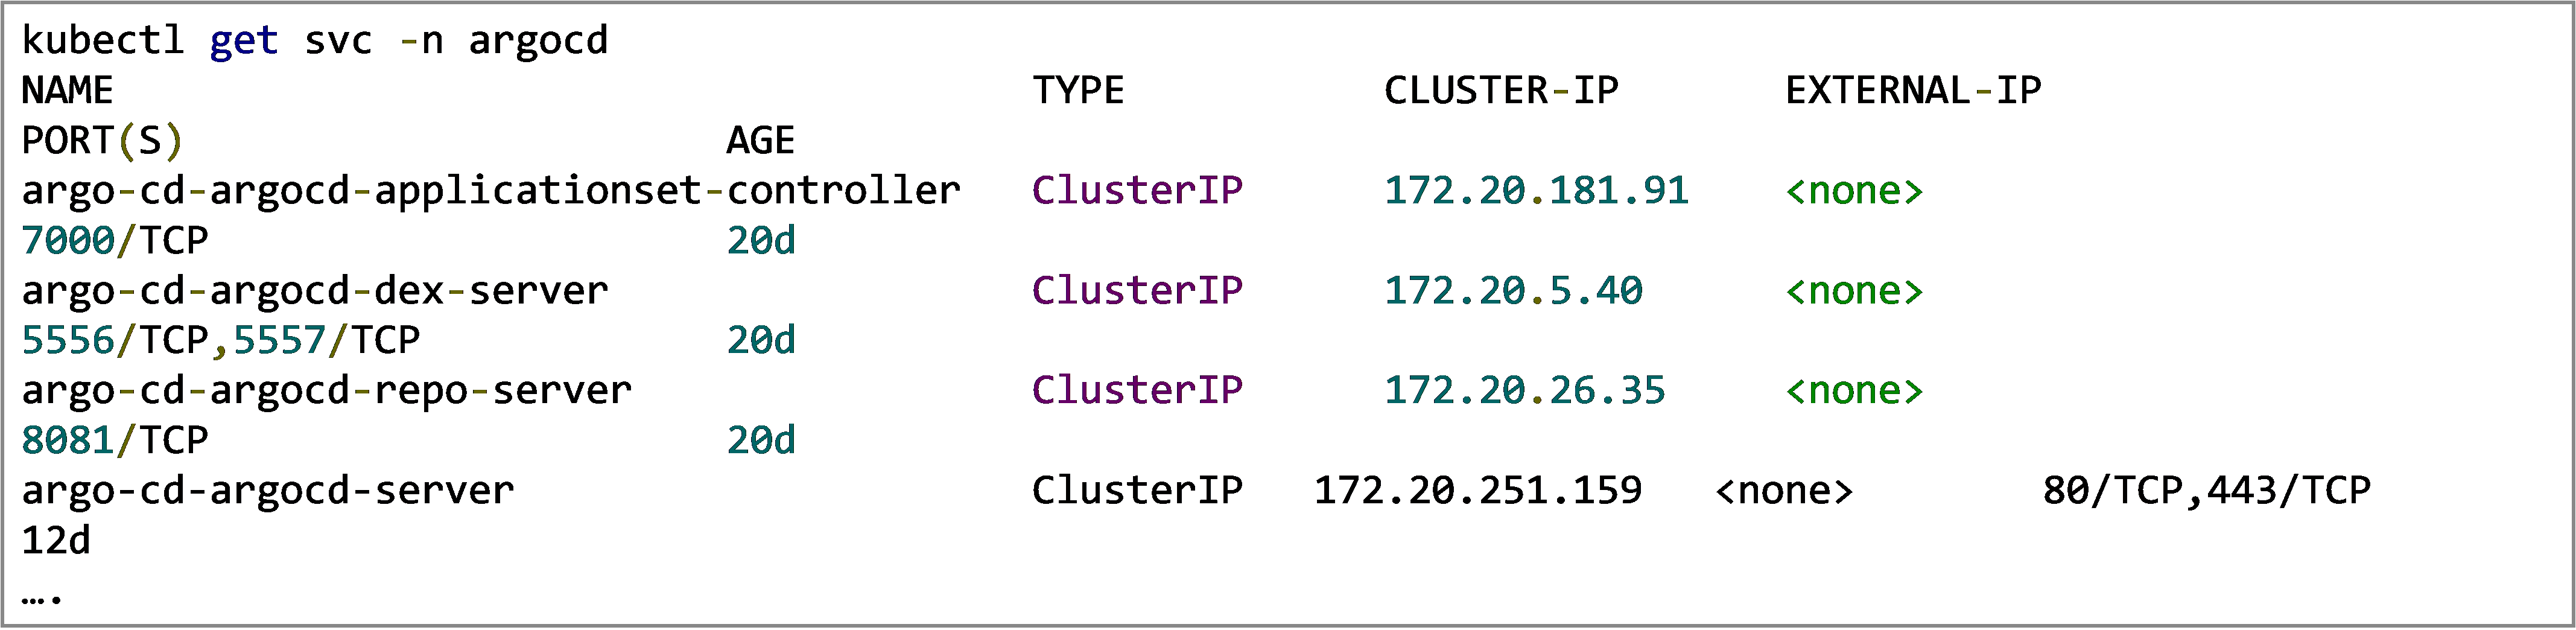 kubectl get svc -n argocd
NAME TYPE CLUSTER-IP EXTERNAL-IP
PORT(S) AGE
argo-cd-argocd-applicationset-controller ClusterIP 172.20.181.91 <none>
7000/TCP 20d
argo-cd-argocd-dex-server ClusterIP 172.20.5.40 <none>
5556/TCP,5557/TCP 20d
argo-cd-argocd-repo-server ClusterIP 172.20.26.35 <none>
8081/TCP 20d
argo-cd-argocd-server ClusterIP 172.20.251.159 <none> 80/TCP,443/TCP
12d
….